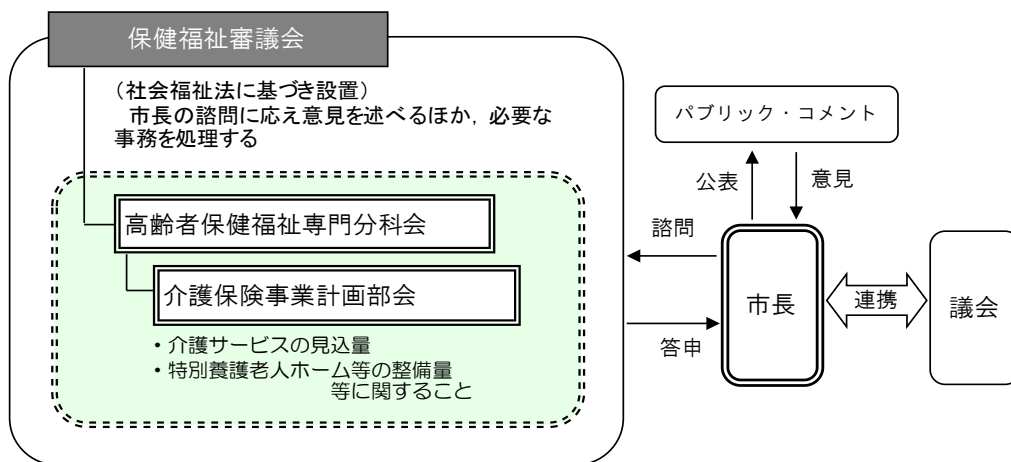 保健福祉審議会
（社会福祉法に基づき設置）
市長の諮問に応え意見を述べるほか，必要な
事務を処理する
高齢者保健福祉専門分科会
介護保険事業計画部会
・介護サービスの見込量
・特別養護老人ホーム等の整備量
等に関すること
パブリック・コメント
公表
意見
諮問
答申
市長
連携
議会